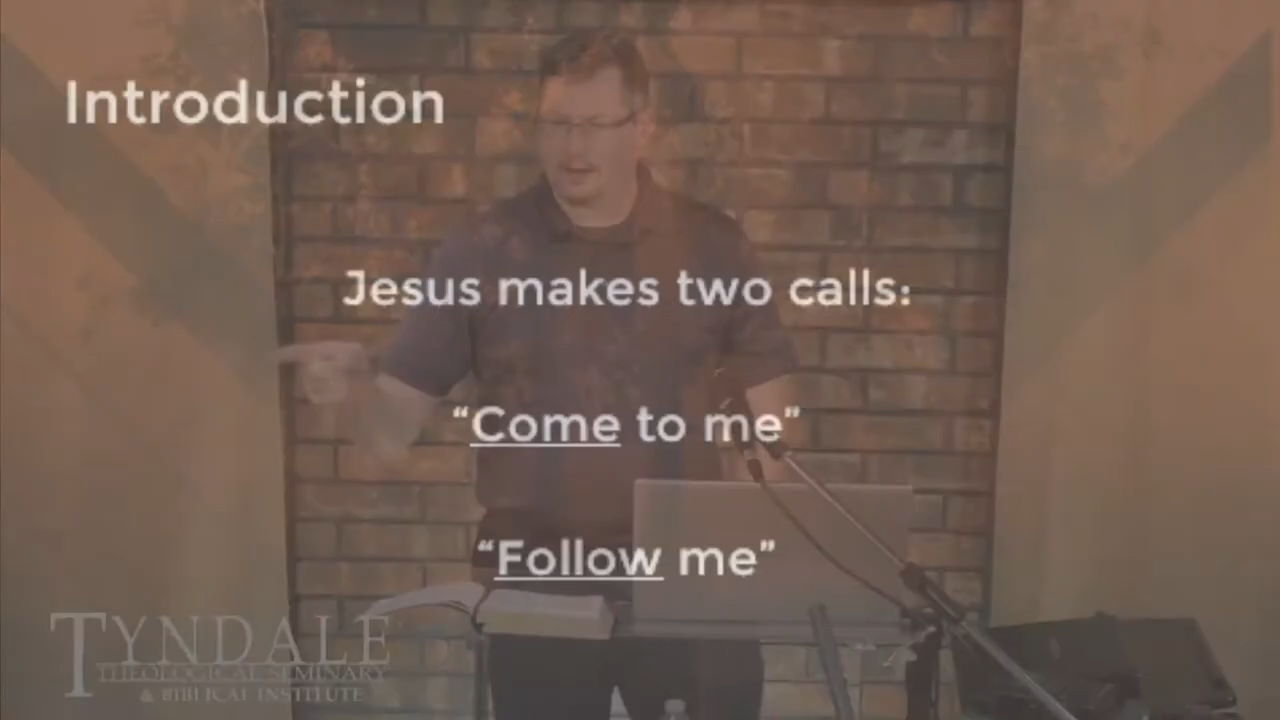 Introduction
Jesus makes two calls:
“Come to me”
“Follow me”
TYNDALE
THEOLOGICAL SEMINARY
& BIBLICAL INSTITUTE